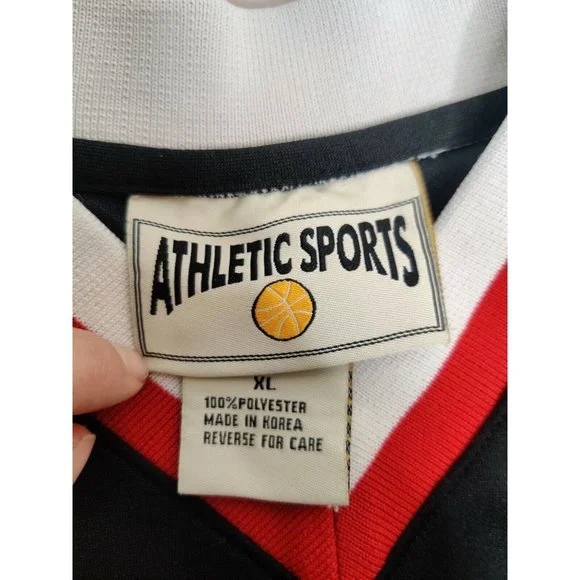 ATHLETIC SPORTS
XL
100%POLYESTER
MADE IN KOREA
REVERSE FOR CARE